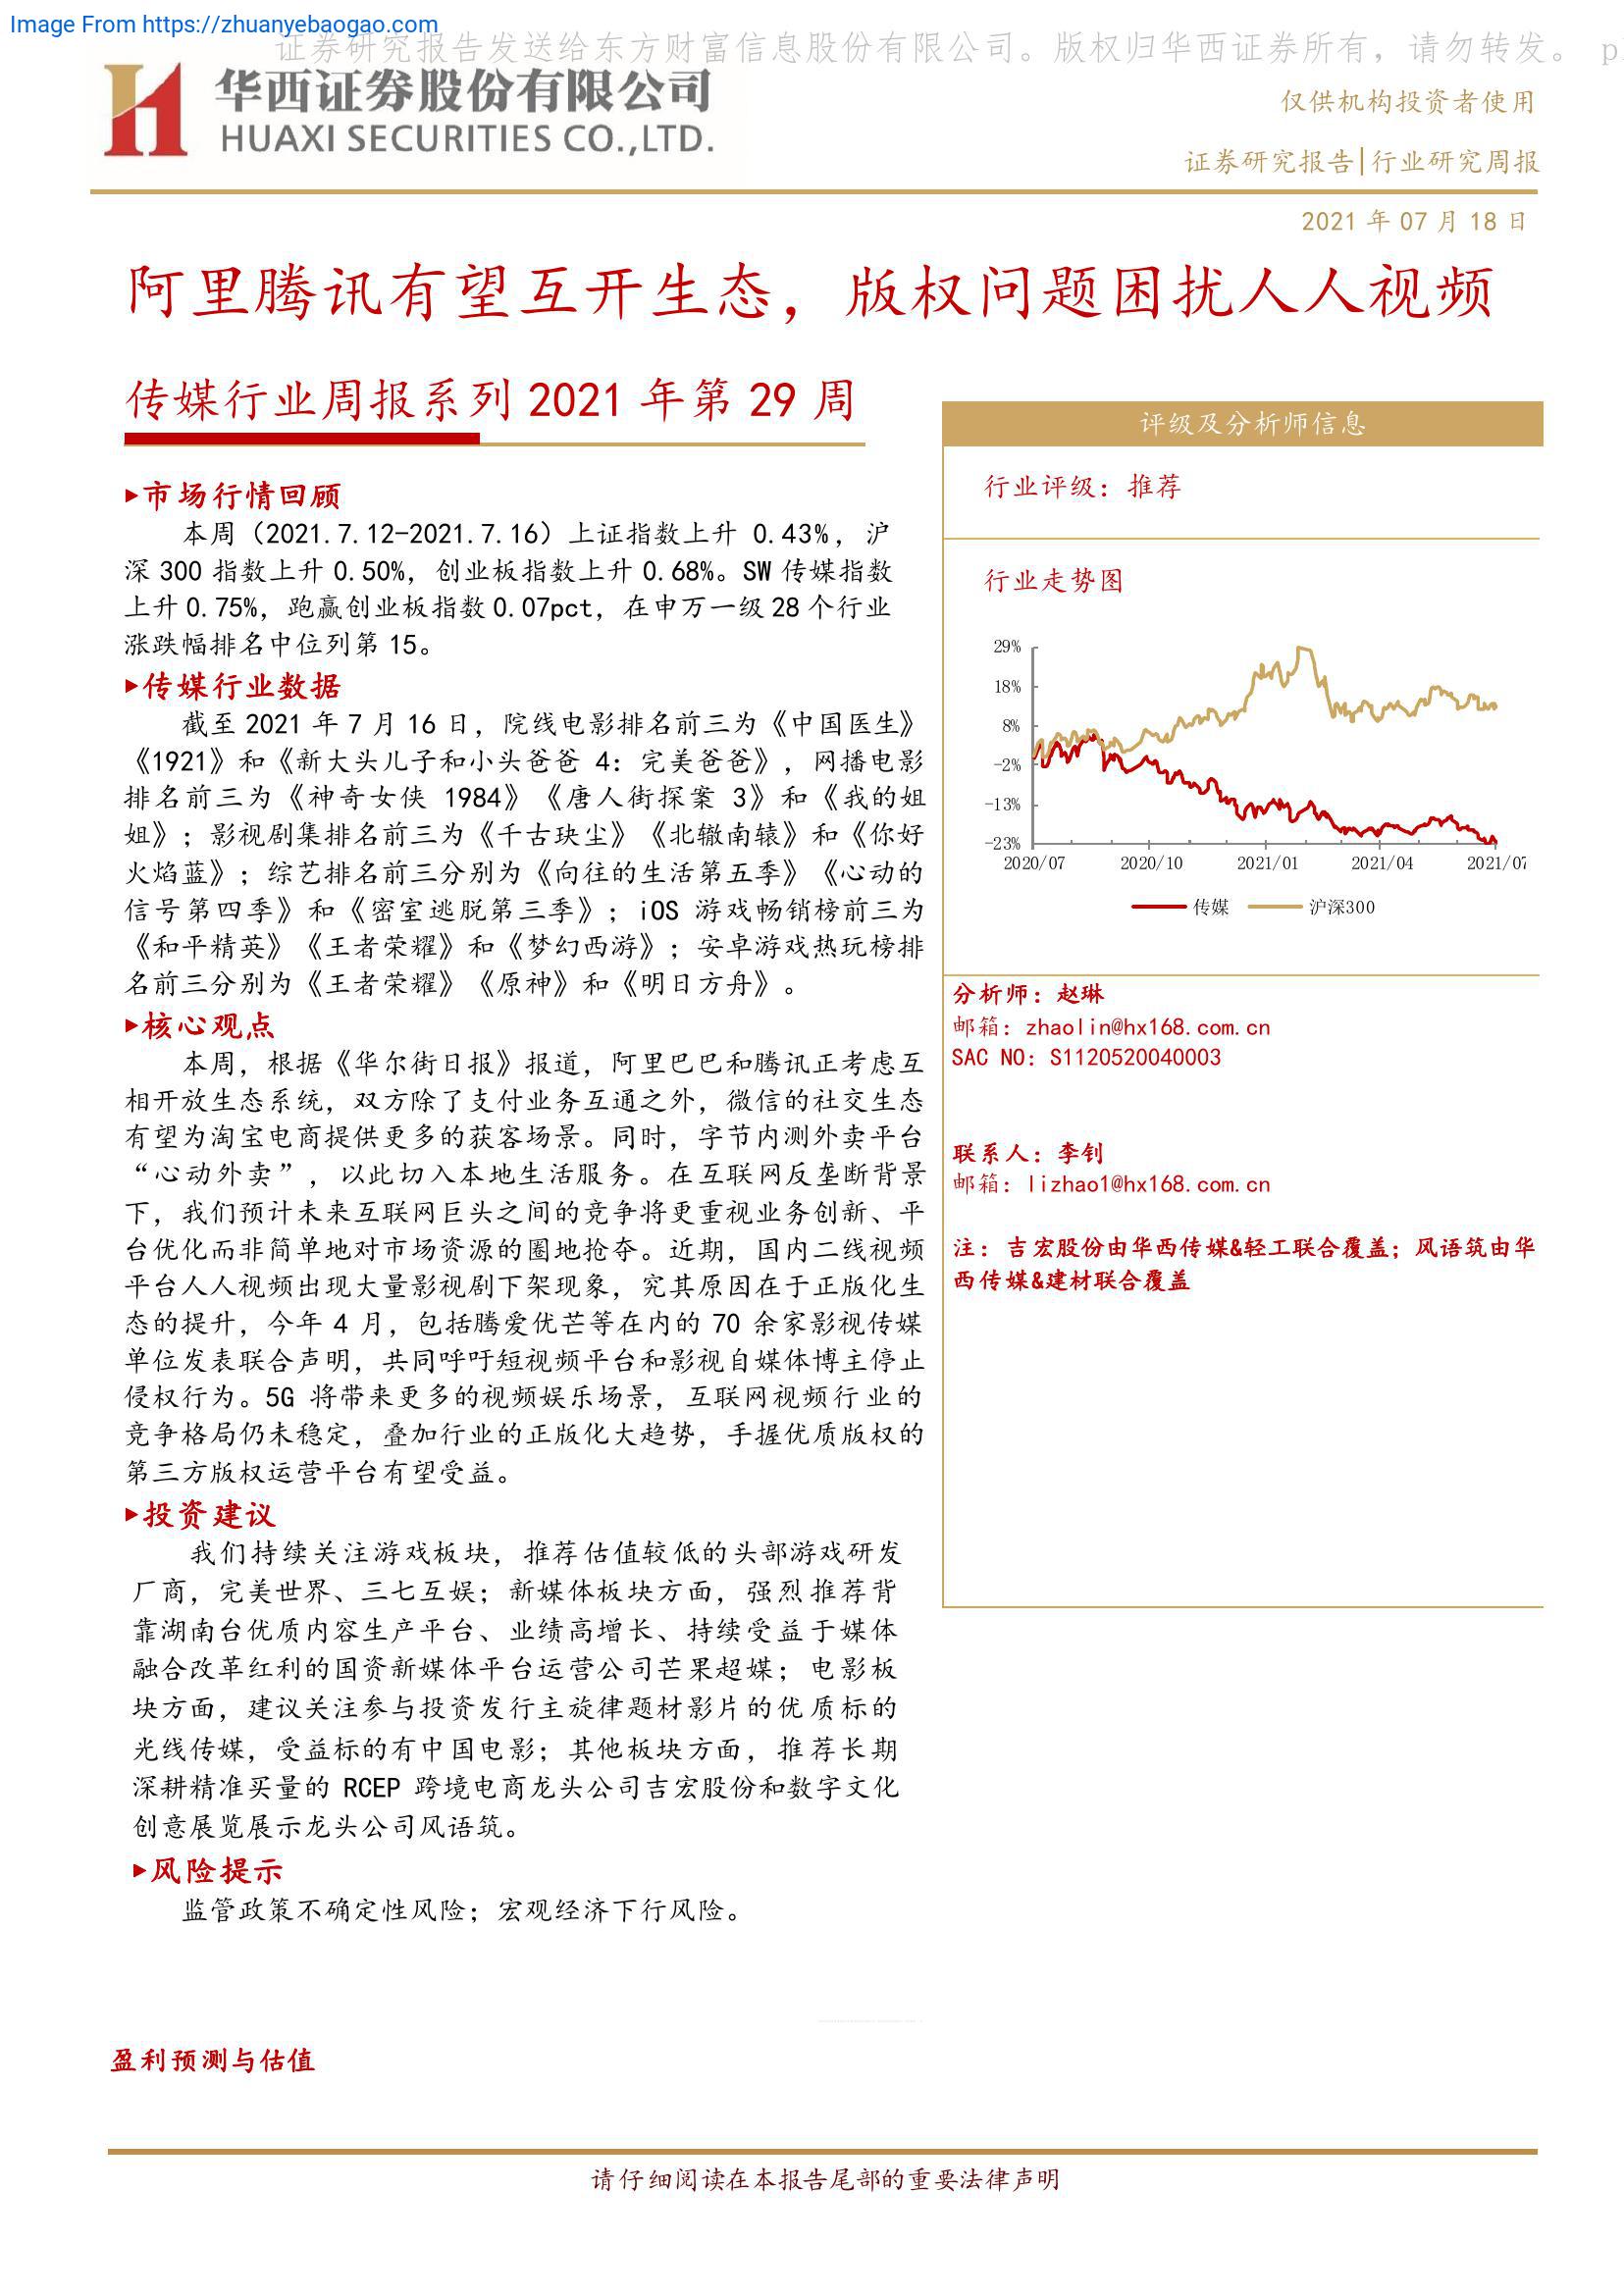 Image From https://zhuanyebaogao.com
证券研究报告发送给东方财富信息股份有限公司。版权归华西证券所有，请勿转发。 p
华西证券股份有限公司
HUAXI SECURITIES CO.,LTD.
仅供机构投资者使用
证券研究报告|行业研究周报
2021 年 07 月 18 日
阿里腾讯有望互开生态，版权问题困扰人人视频
传媒行业周报系列 2021 年第 29 周
市场行情回顾
本周（2021.7.12-2021.7.16）上证指数上升 0.43%，沪
深 300 指数上升 0.50%，创业板指数上升 0.68%。SW 传媒指数
上升 0.75%，跑赢创业板指数 0.07pct，在申万一级 28 个行业
涨跌幅排名中位列第 15。
传媒行业数据
截至 2021 年 7 月 16 日，院线电影排名前三为《中国医生》
《1921》和《新大头儿子和小头爸爸 4：完美爸爸》，网播电影
排名前三为《神奇女侠 1984》《唐人街探案 3》和《我的姐
姐》；影视剧集排名前三为《千古玦尘》《北辙南辕》和《你好
火焰蓝》；综艺排名前三分别为《向往的生活第五季》《心动的
信号第四季》和《密室逃脱第三季》；iOS 游戏畅销榜前三为
《和平精英》《王者荣耀》和《梦幻西游》；安卓游戏热玩榜排
名前三分别为《王者荣耀》《原神》和《明日方舟》。
核心观点
本周，根据《华尔街日报》报道，阿里巴巴和腾讯正考虑互
相开放生态系统，双方除了支付业务互通之外，微信的社交生态
有望为淘宝电商提供更多的获客场景。同时，字节内测外卖平台
“心动外卖”，以此切入本地生活服务。在互联网反垄断背景
下，我们预计未来互联网巨头之间的竞争将更重视业务创新、平
台优化而非简单地对市场资源的圈地抢夺。近期，国内二线视频
平台人人视频出现大量影视剧下架现象，究其原因在于正版化生
态的提升，今年 4 月，包括腾爱优芒等在内的 70 余家影视传媒
单位发表联合声明，共同呼吁短视频平台和影视自媒体博主停止
侵权行为。5G 将带来更多的视频娱乐场景，互联网视频行业的
竞争格局仍未稳定，叠加行业的正版化大趋势，手握优质版权的
第三方版权运营平台有望受益。
投资建议
我们持续关注游戏板块，推荐估值较低的头部游戏研发
厂商，完美世界、三七互娱；新媒体板块方面，强烈推荐背
靠湖南台优质内容生产平台、业绩高增长、持续受益于媒体
融合改革红利的国资新媒体平台运营公司芒果超媒；电影板
块方面，建议关注参与投资发行主旋律题材影片的优质标的
光线传媒，受益标的有中国电影；其他板块方面，推荐长期
深耕精准买量的 RCEP 跨境电商龙头公司吉宏股份和数字文化
创意展览展示龙头公司风语筑。
风险提示
监管政策不确定性风险；宏观经济下行风险。
评级及分析师信息
行业评级：推荐
行业走势图
29%
18%
8%
-2%
-13%
-23%
2020/07 2020/10 2021/01 2021/04 2021/07
传媒 沪深300
分析师：赵琳
邮箱：zhaolin@hx168.com.cn
SAC NO：S1120520040003
联系人：李钊
邮箱：lizhao1@hx168.com.cn
注：吉宏股份由华西传媒&轻工联合覆盖；风语筑由华
西传媒&建材联合覆盖
盈利预测与估值
请仔细阅读在本报告尾部的重要法律声明